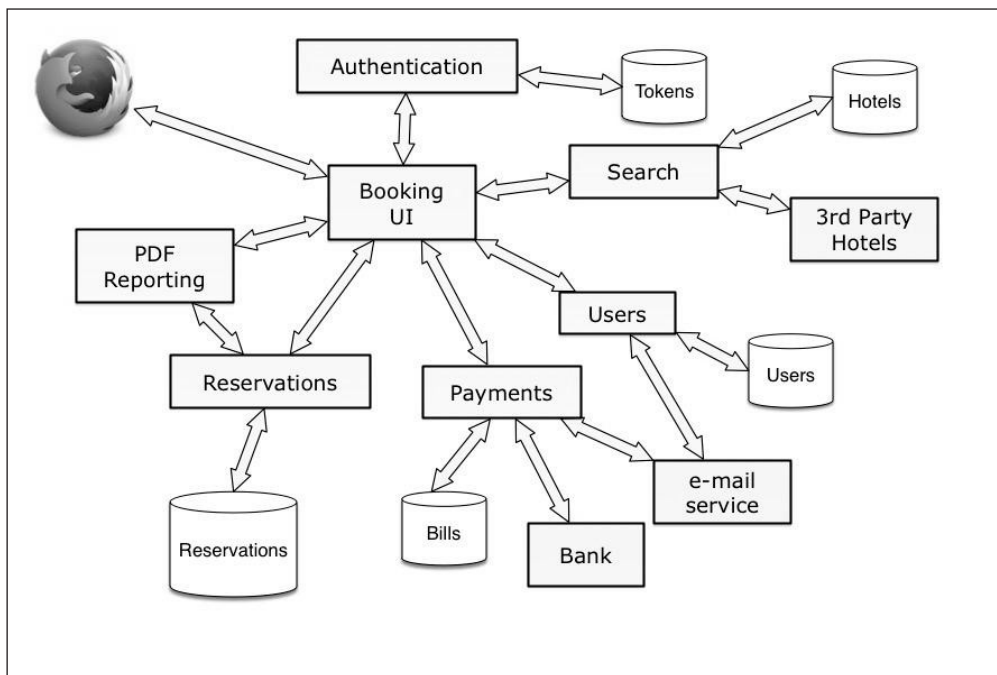 Authentication
Tokens
Hotels
Search
Booking
UI
3rd Party
Hotels
PDF
Reporting
Users
Reservations
Payments
Users
e-mail
service
Reservations
Bills
Bank